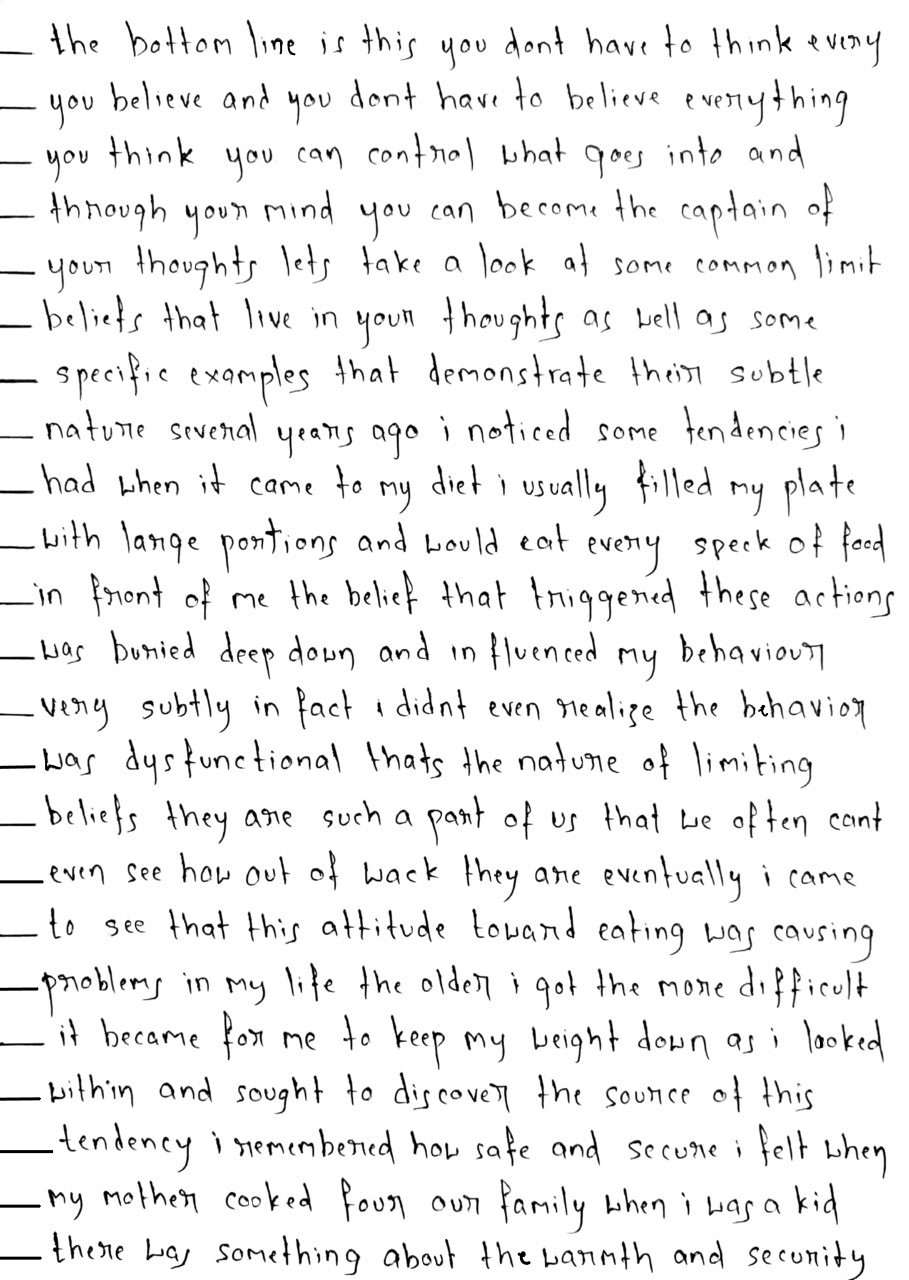 the bottom line is this you dont have to think every
you believe and you dont have to believe everything
you think you can control what goes into and
through your mind you can become the captain of
your thoughts lets take a look at some common limit
beliefs that live in your thoughts as well as some
specific examples that demonstrate their subtle
nature several years ago i noticed some tendencies i
had when it came to my diet i usually filled my plate
with large portions and would eat every speck of food
in front of me the belief that triggered these actions
was buried deep down and influenced my behaviour
very subtly in fact i didnt even realize the behavior
was dysfunctional thats the nature of limiting
beliefs they are such a part of us that we often cant
even see how out of wack they are eventually i came
to see that this attitude toward eating was causing
problems in my life the older i got the more difficult
it became for me to keep my weight down as i looked
within and sought to discover the source of this
tendency i remembered how safe and secure i felt when
my mother cooked four our family when i was a kid
there was something about the warmth and security